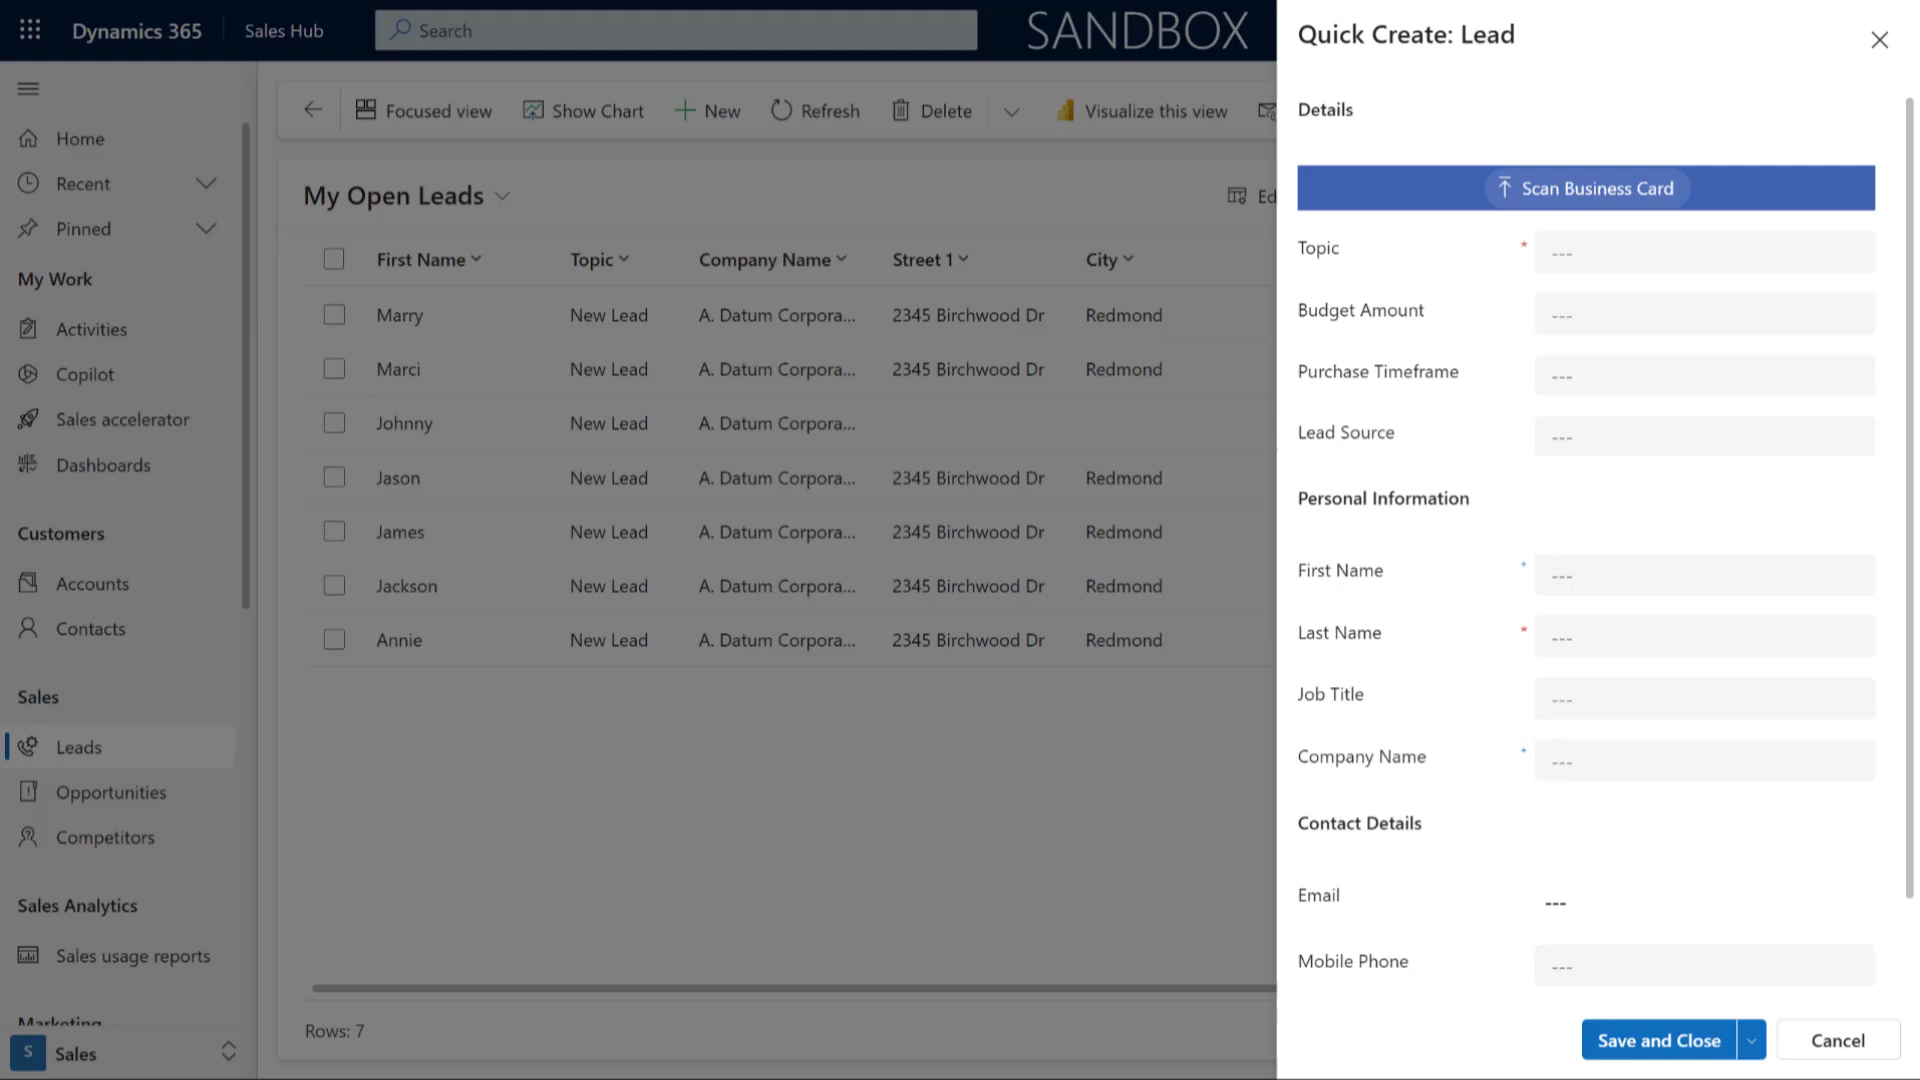 Dynamics 365 Sales Hub Search SANDBOX
Focused view Show Chart New Refresh Delete Visualize this view
Home
Recent
Pinned
My Work
Activities
Copilot
Sales accelerator
Dashboards
Customers
Accounts
Contacts
Sales
Leads
Opportunities
Competitors
Sales Analytics
Sales usage reports
Marketing
S Sales
My Open Leads Ed
First Name Topic Company Name Street 1 City
Marry New Lead A. Datum Corpora... 2345 Birchwood Dr Redmond
Marci New Lead A. Datum Corpora... 2345 Birchwood Dr Redmond
Johnny New Lead A. Datum Corpora...
Jason New Lead A. Datum Corpora... 2345 Birchwood Dr Redmond
James New Lead A. Datum Corpora... 2345 Birchwood Dr Redmond
Jackson New Lead A. Datum Corpora... 2345 Birchwood Dr Redmond
Annie New Lead A. Datum Corpora... 2345 Birchwood Dr Redmond
Rows: 7
Quick Create: Lead
Details
Scan Business Card
Topic * ---
Budget Amount ---
Purchase Timeframe ---
Lead Source ---
Personal Information
First Name * ---
Last Name * ---
Job Title ---
Company Name * ---
Contact Details
Email ---
Mobile Phone ---
Save and Close Cancel